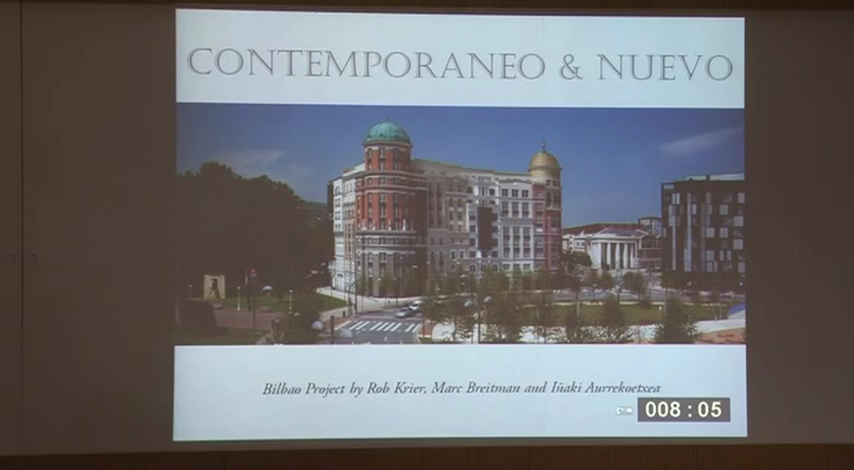 CONTEMPORANEO & NUEVO
Bilbao Project by Rob Krier, Marc Breitman and Iñaki Aurrekoetxea
008:05